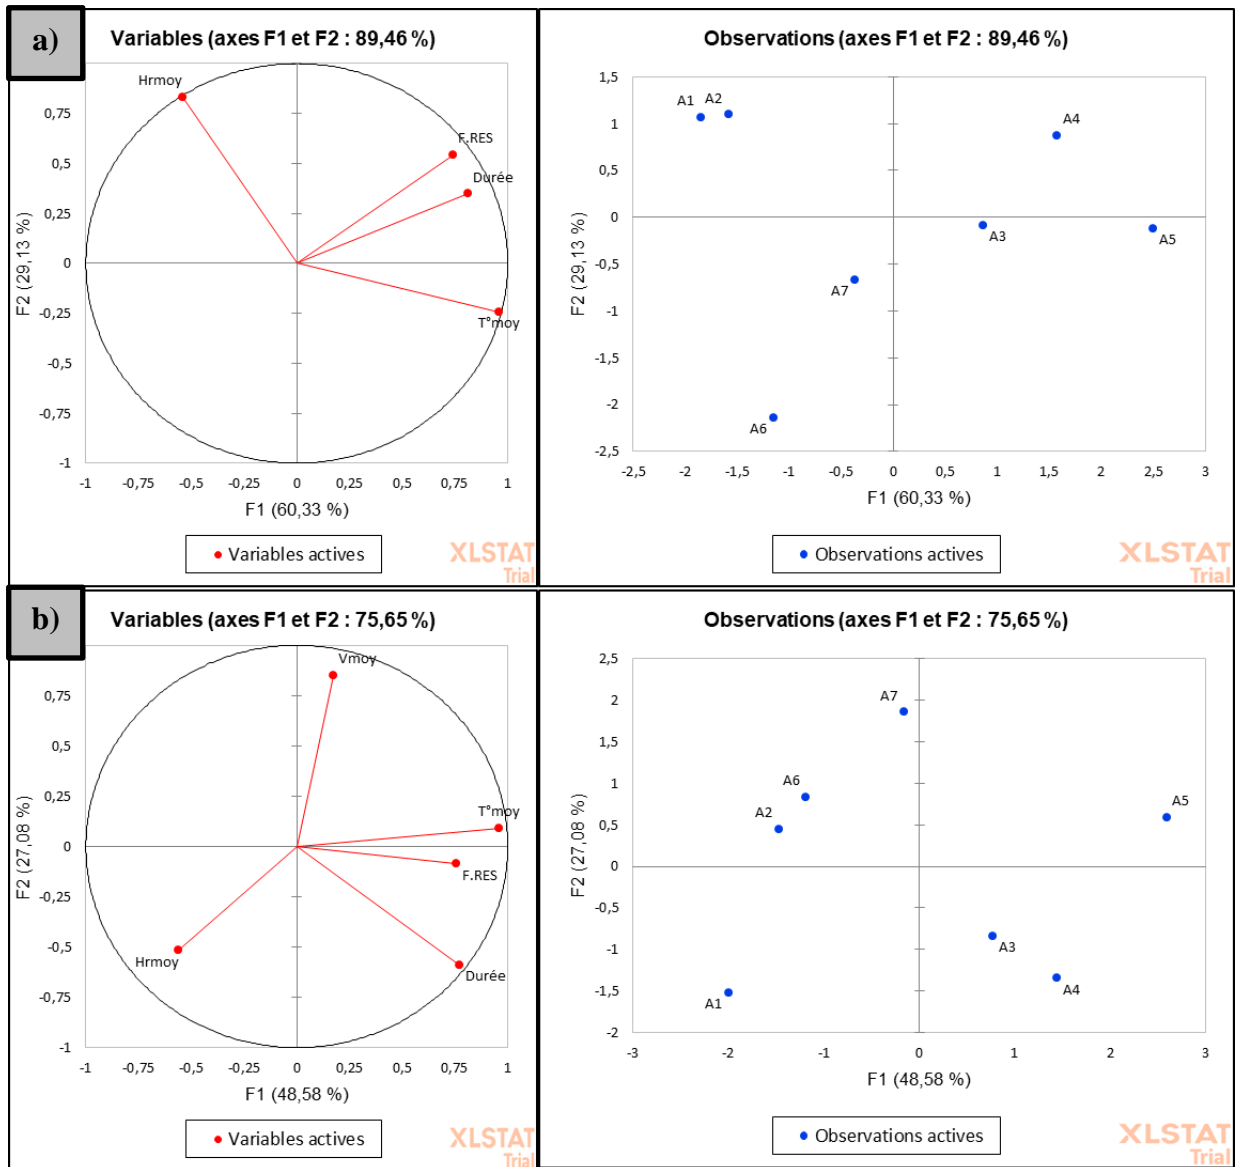 a)
Variables (axes F1 et F2 : 89,46 %)
Hrmoy
F.RES
Durée
T°moy
0,75
0,5
0,25
0
-0,25
-0,5
-0,75
-1
F2 (29,13 %)
-1 -0,75 -0,5 -0,25 0 0,25 0,5 0,75 1
F1 (60,33 %)
Variables actives
XLSTAT
Trial
Observations (axes F1 et F2 : 89,46 %)
A1
A2
A4
A3
A5
A7
A6
1,5
1
0,5
0
-0,5
-1
-1,5
-2
-2,5
F2 (29,13 %)
-2,5 -2 -1,5 -1 -0,5 0 0,5 1 1,5 2 2,5 3
F1 (60,33 %)
Observations actives
XLSTAT
Trial
b)
Variables (axes F1 et F2 : 75,65 %)
Vmoy
T°moy
F.RES
Hrmoy
Durée
0,75
0,5
0,25
0
-0,25
-0,5
-0,75
-1
F2 (27,08 %)
-1 -0,75 -0,5 -0,25 0 0,25 0,5 0,75 1
F1 (48,58 %)
Variables actives
XLSTAT
Trial
Observations (axes F1 et F2 : 75,65 %)
A7
A6
A2
A5
A3
A4
A1
2,5
2
1,5
1
0,5
0
-0,5
-1
-1,5
-2
F2 (27,08 %)
-3 -2 -1 0 1 2 3
F1 (48,58 %)
Observations actives
XLSTAT
Trial